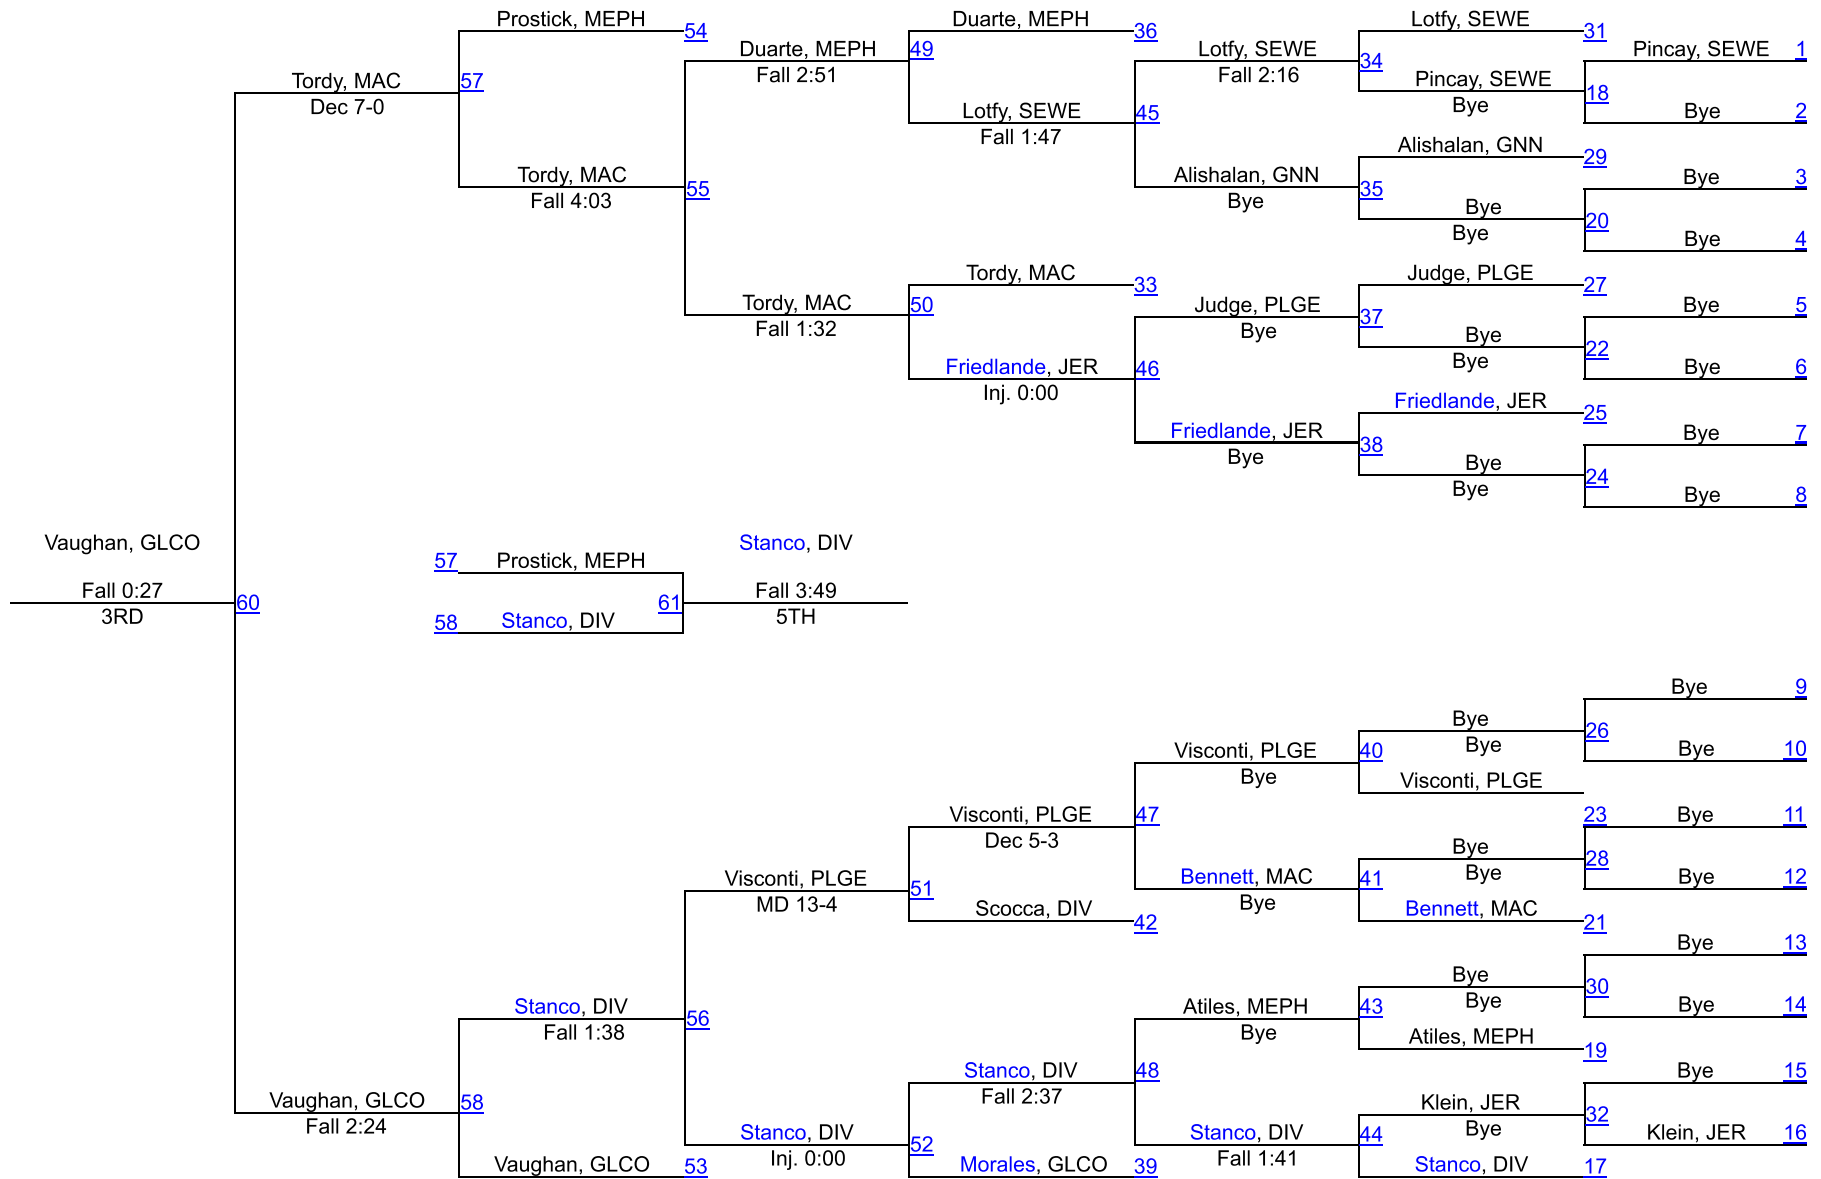 Prostick, MEPH
54
Duarte, MEPH
36
Lotfy, SEWE
31
Duarte, MEPH
49
Lotfy, SEWE
34
Pincay, SEWE
1
Tordy, MAC
57
Fall 2:51
Fall 2:16
Pincay, SEWE
18
Dec 7-0
Lotfy, SEWE
45
Bye
Bye
2
Fall 1:47
Alishalan, GNN
29
Tordy, MAC
55
Alishalan, GNN
35
Bye
3
Fall 4:03
Bye
Bye
20
Bye
Bye
4
Tordy, MAC
33
Judge, PLGE
27
Tordy, MAC
50
Judge, PLGE
37
Bye
5
Fall 1:32
Bye
Bye
22
Bye
Friedlande, JER
46
Bye
6
Inj. 0:00
Friedlande, JER
25
Friedlande, JER
38
Bye
7
Bye
Bye
24
Bye
Bye
8
Vaughan, GLCO
57
Prostick, MEPH
Stanco, DIV
Fall 0:27
60
61
Fall 3:49
3RD
58
Stanco, DIV
5TH
Bye
9
Bye
26
Visconti, PLGE
40
Bye
Bye
10
Bye
Visconti, PLGE
Visconti, PLGE
47
23
Bye
11
Dec 5-3
Bye
28
Visconti, PLGE
51
Bennett, MAC
41
Bye
Bye
12
MD 13-4
Bye
Scocca, DIV
42
Bennett, MAC
21
Bye
13
Bye
30
Stanco, DIV
56
Atiles, MEPH
43
Bye
Bye
14
Fall 1:38
Bye
Atiles, MEPH
19
Stanco, DIV
48
Bye
15
Vaughan, GLCO
58
Fall 2:37
Klein, JER
32
Fall 2:24
Stanco, DIV
52
Stanco, DIV
44
Bye
Klein, JER
16
Inj. 0:00
Fall 1:41
Vaughan, GLCO
53
Morales, GLCO
39
Stanco, DIV
17